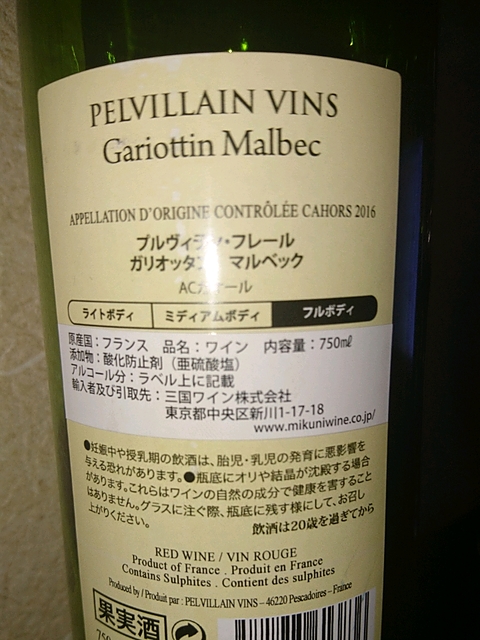 PELVILLAIN VINS
Gariottin Malbec
APPELLATION D'ORIGINE CONTRÔLÉE CAHORS 2016
プルヴィラン・フレール
ガリオッタン マルベック
ACカオール
ライトボディ ミディアムボディ フルボディ
原産国：フランス 品名：ワイン 内容量：750㎖
添加物：酸化防止剤（亜硫酸塩）
アルコール分：ラベル上に記載
輸入者及び引取先：三国ワイン株式会社
東京都中央区新川1-17-18
www.mikuniwine.co.jp/
●妊娠中や授乳期の飲酒は、胎児・乳児の発育に悪影響を
与える恐れがあります。●瓶底にオリや結晶が沈殿する場合
があります。これらはワインの自然の成分で健康を害すること
はありません。グラスに注ぐ際、瓶底に残す様にして、お召し
上がりください。
飲酒は20歳を過ぎてから
RED WINE / VIN ROUGE
Product of France . Produit en France
Contains Sulphites . Contient des sulphites
Produced by / Produit par : PELVILLAIN VINS – 46220 Pescadoires – France
果実酒
750